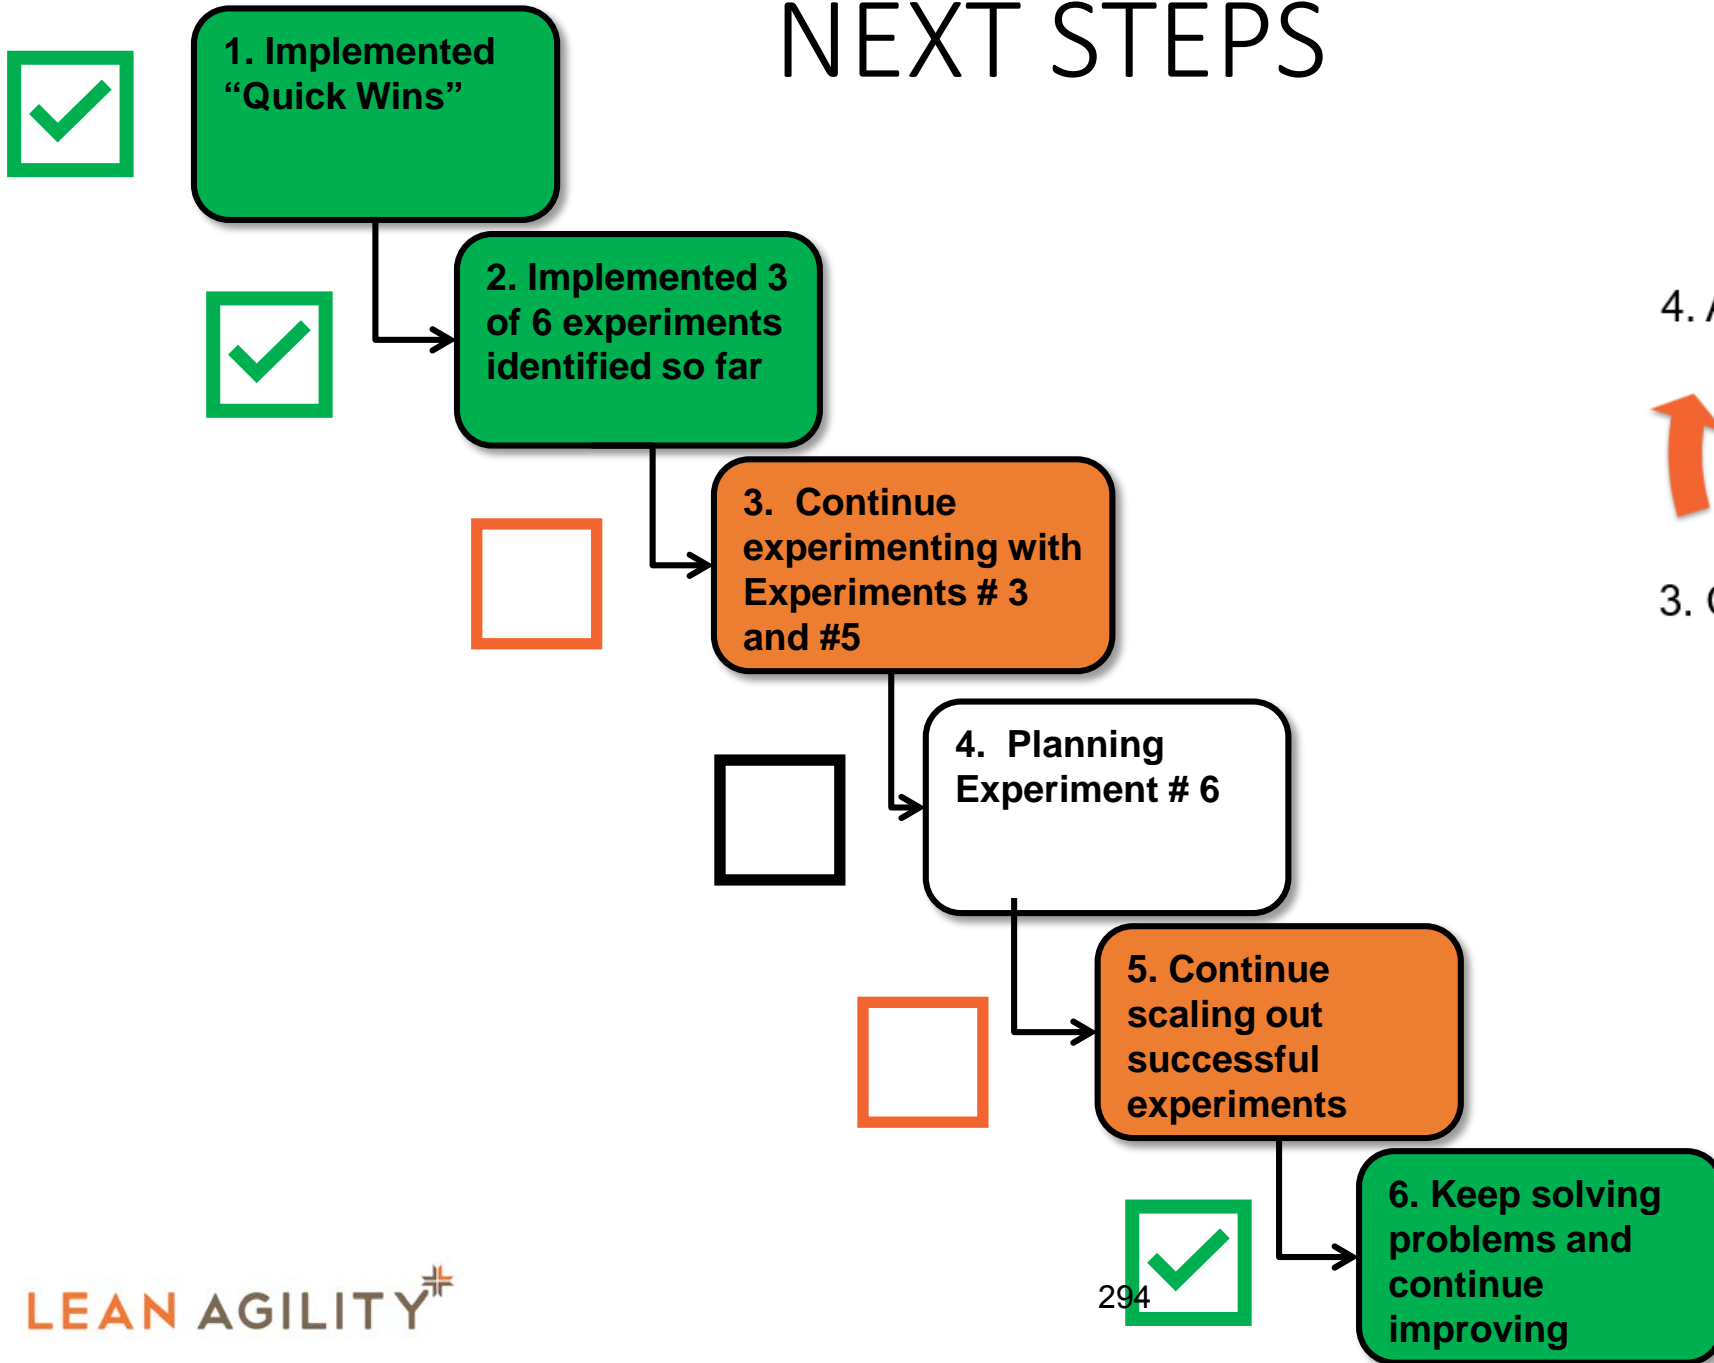 NEXT STEPS
1. Implemented
“Quick Wins”
2. Implemented 3
of 6 experiments
identified so far
4.
3. Continue
experimenting with
Experiments # 3
and #5
3.
4. Planning
Experiment # 6
5. Continue
scaling out
successful
experiments
6. Keep solving
problems and
continue
improving
294
LEAN AGILITY